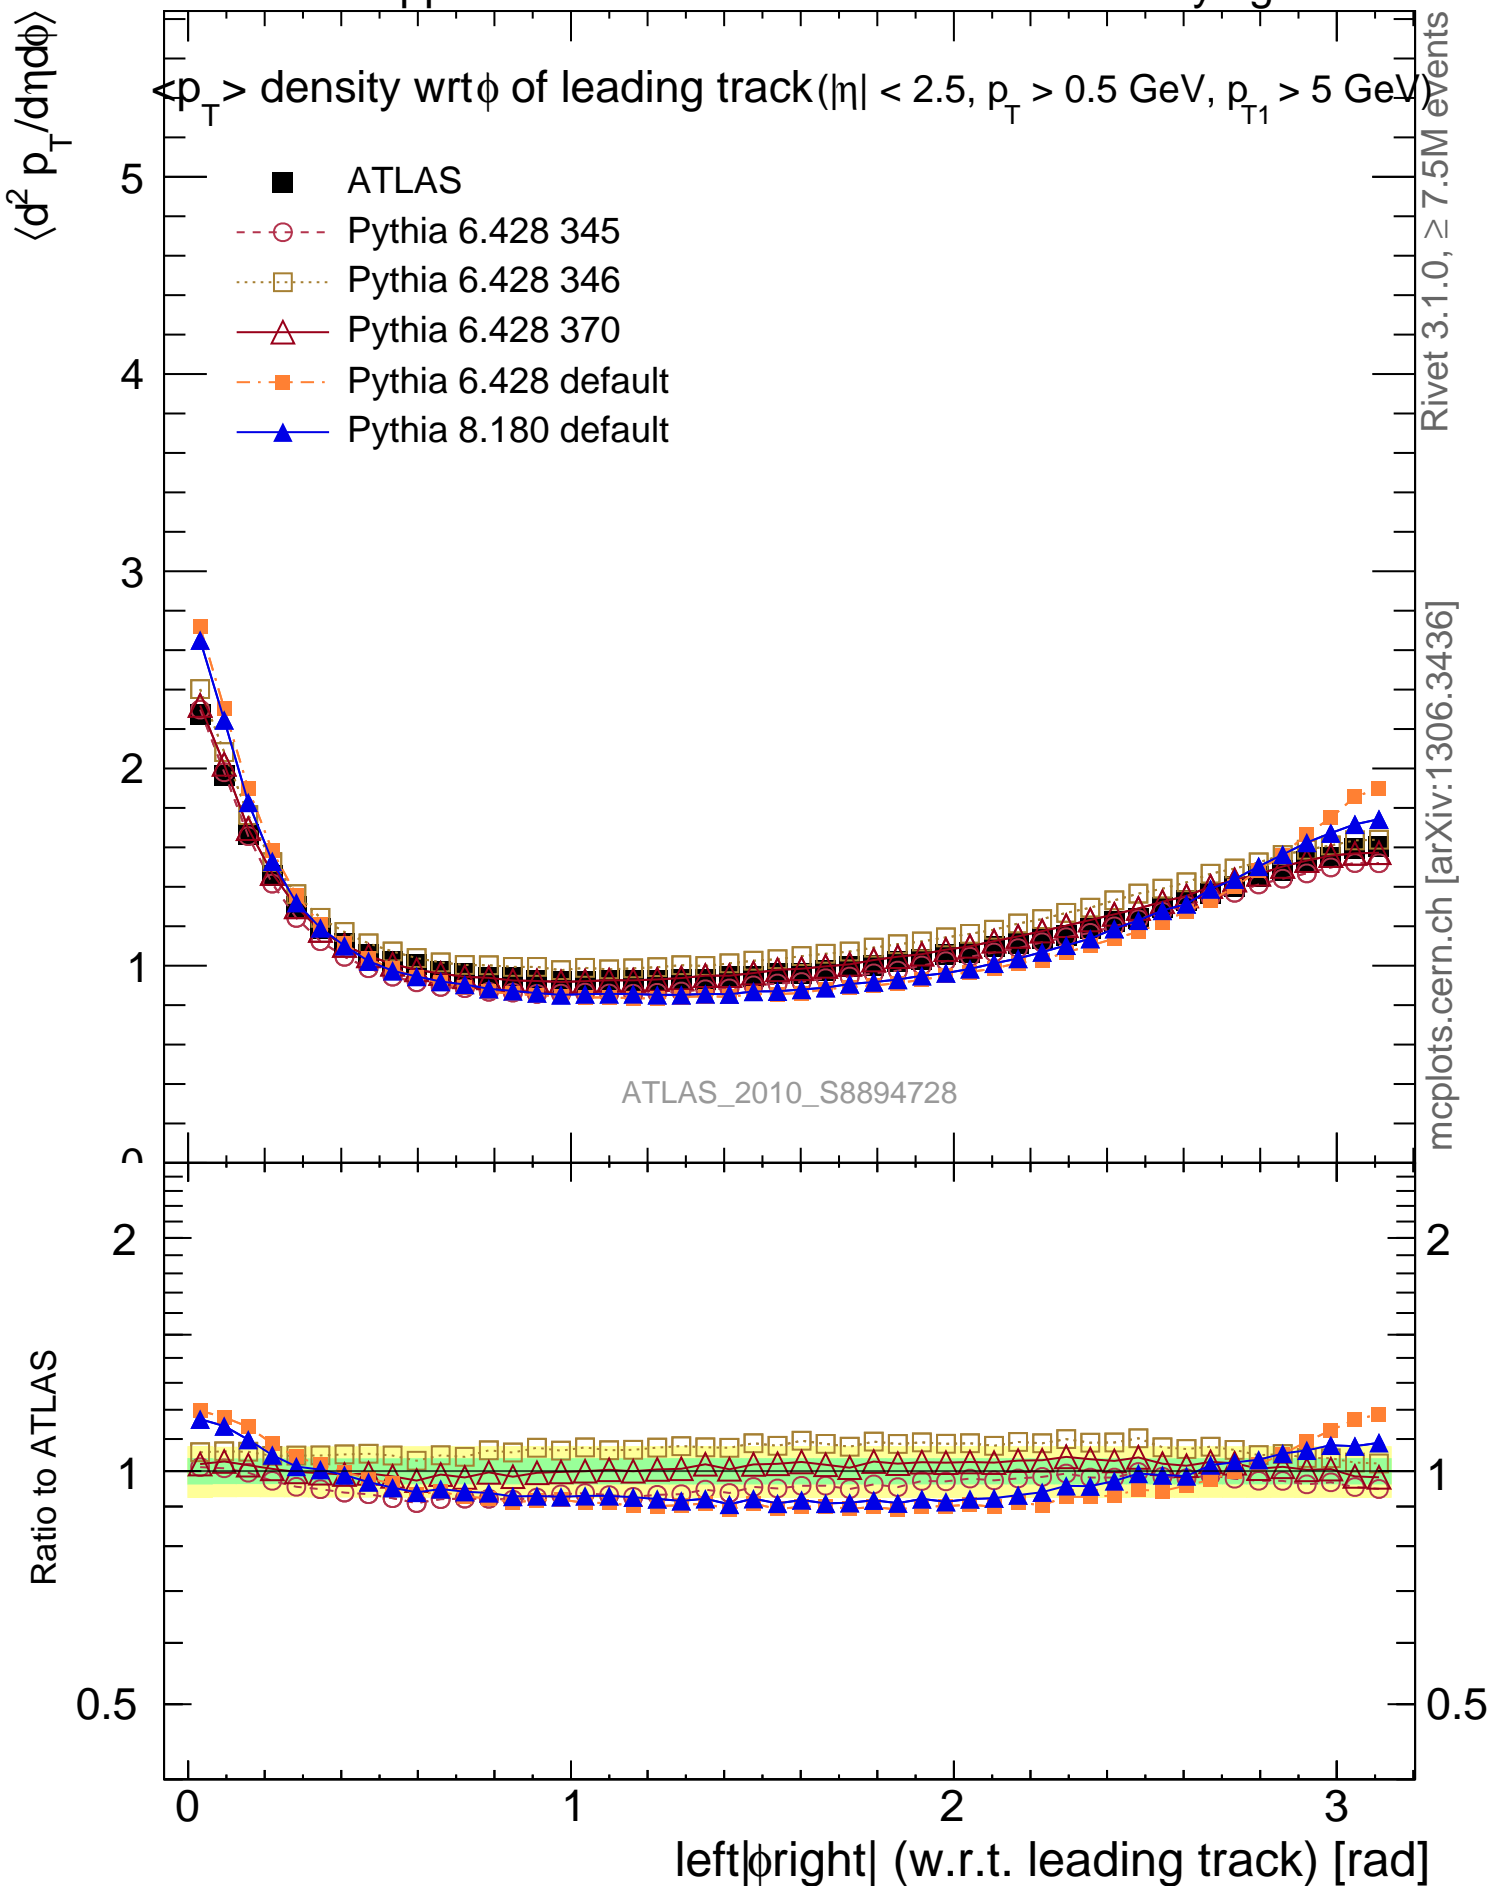 ⟨d² p_T/dηdϕ⟩
<p_T> density wrtϕ of leading track(|η| < 2.5, p_T > 0.5 GeV, p_T1 > 5 GeV)
ATLAS
Pythia 6.428 345
Pythia 6.428 346
Pythia 6.428 370
Pythia 6.428 default
Pythia 8.180 default
5
4
3
2
1
0
ATLAS_2010_S8894728
Rivet 3.1.0, ≥ 7.5M events
mcplots.cern.ch [arXiv:1306.3436]
Ratio to ATLAS
2
1
0.5
2
1
0.5
0
1
2
3
left|ϕright| (w.r.t. leading track) [rad]